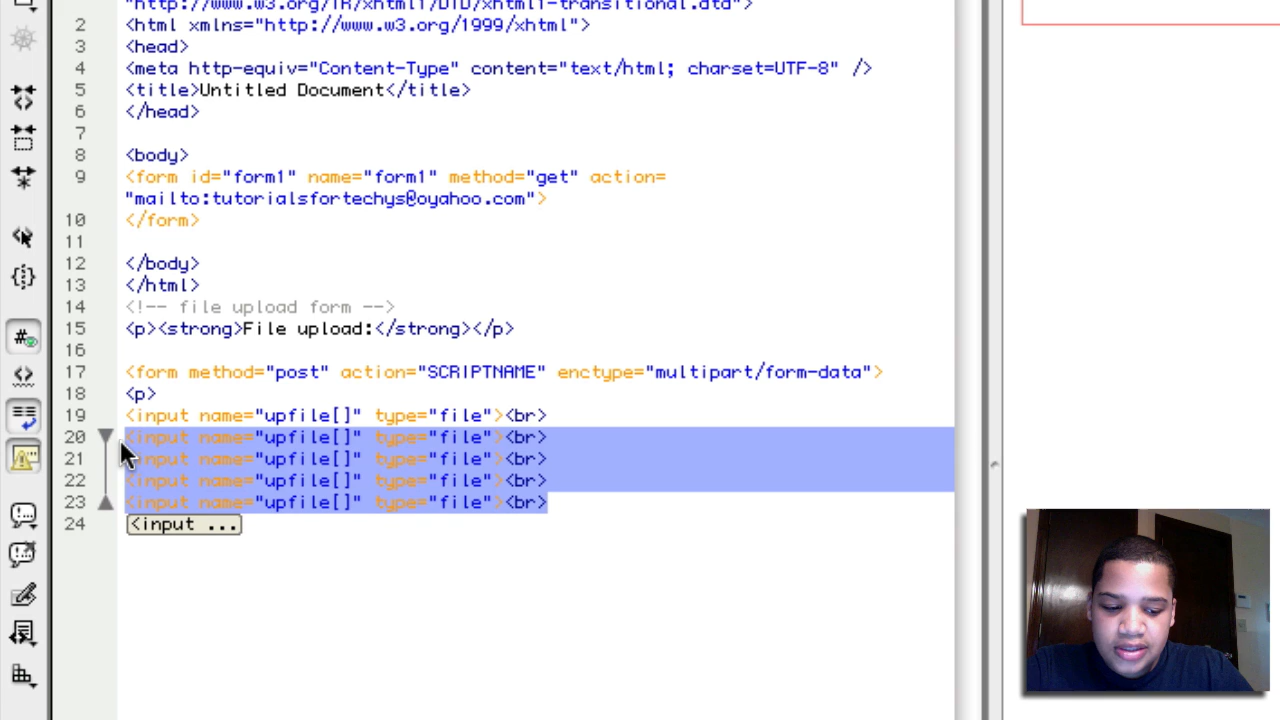 "http://www.w3.org/TR/xhtml1/DTD/xhtml1-transitional.dtd">
2 <html xmlns="http://www.w3.org/1999/xhtml">
3 <head>
4 <meta http-equiv="Content-Type" content="text/html; charset=UTF-8" />
5 <title>Untitled Document</title>
6 </head>
7
8 <body>
9 <form id="form1" name="form1" method="get" action=
"mailto:tutorialsfortechys@oyahoo.com">
10 </form>
11
12 </body>
13 </html>
14 <!-- file upload form -->
15 <p><strong>File upload:</strong></p>
16
17 <form method="post" action="SCRIPTNAME" enctype="multipart/form-data">
18 <p>
19 <input name="upfile[]" type="file"><br>
20 <input name="upfile[]" type="file"><br>
21 <input name="upfile[]" type="file"><br>
22 <input name="upfile[]" type="file"><br>
23 <input name="upfile[]" type="file"><br>
24 <input ...